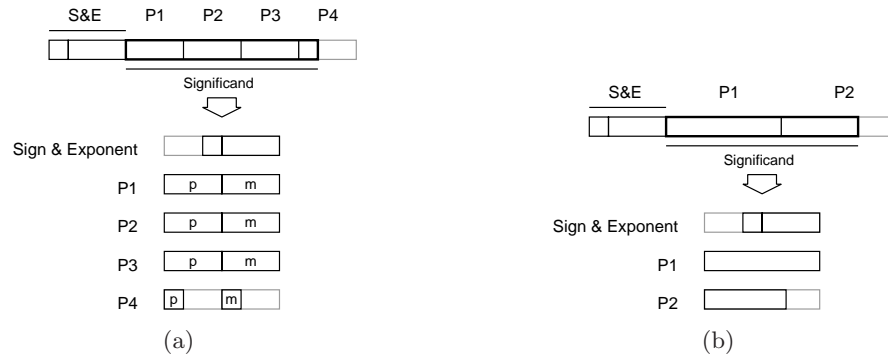 S&E P1 P2 P3 P4
Significand
Sign & Exponent
P1 p m
P2 p m
P3 p m
P4 p m
(a)
S&E P1 P2
Significand
Sign & Exponent
P1
P2
(b)